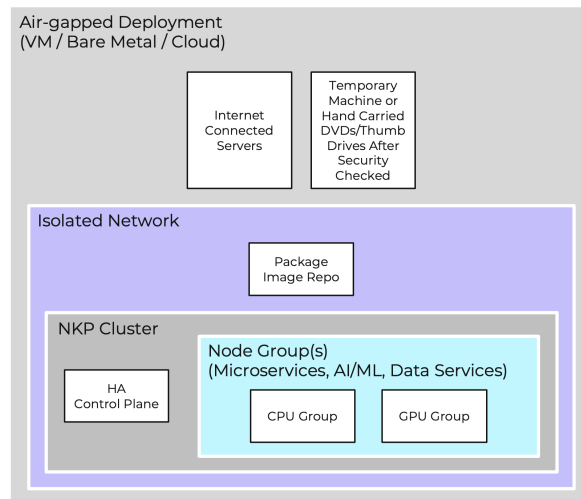 Air-gapped Deployment
(VM / Bare Metal / Cloud)
Internet
Connected
Servers
Temporary
Machine or
Hand Carried
DVDs/Thumb
Drives After
Security
Checked
Isolated Network
Package
Image Repo
NKP Cluster
Node Group(s)
(Microservices, AI/ML, Data Services)
HA
Control Plane
CPU Group
GPU Group